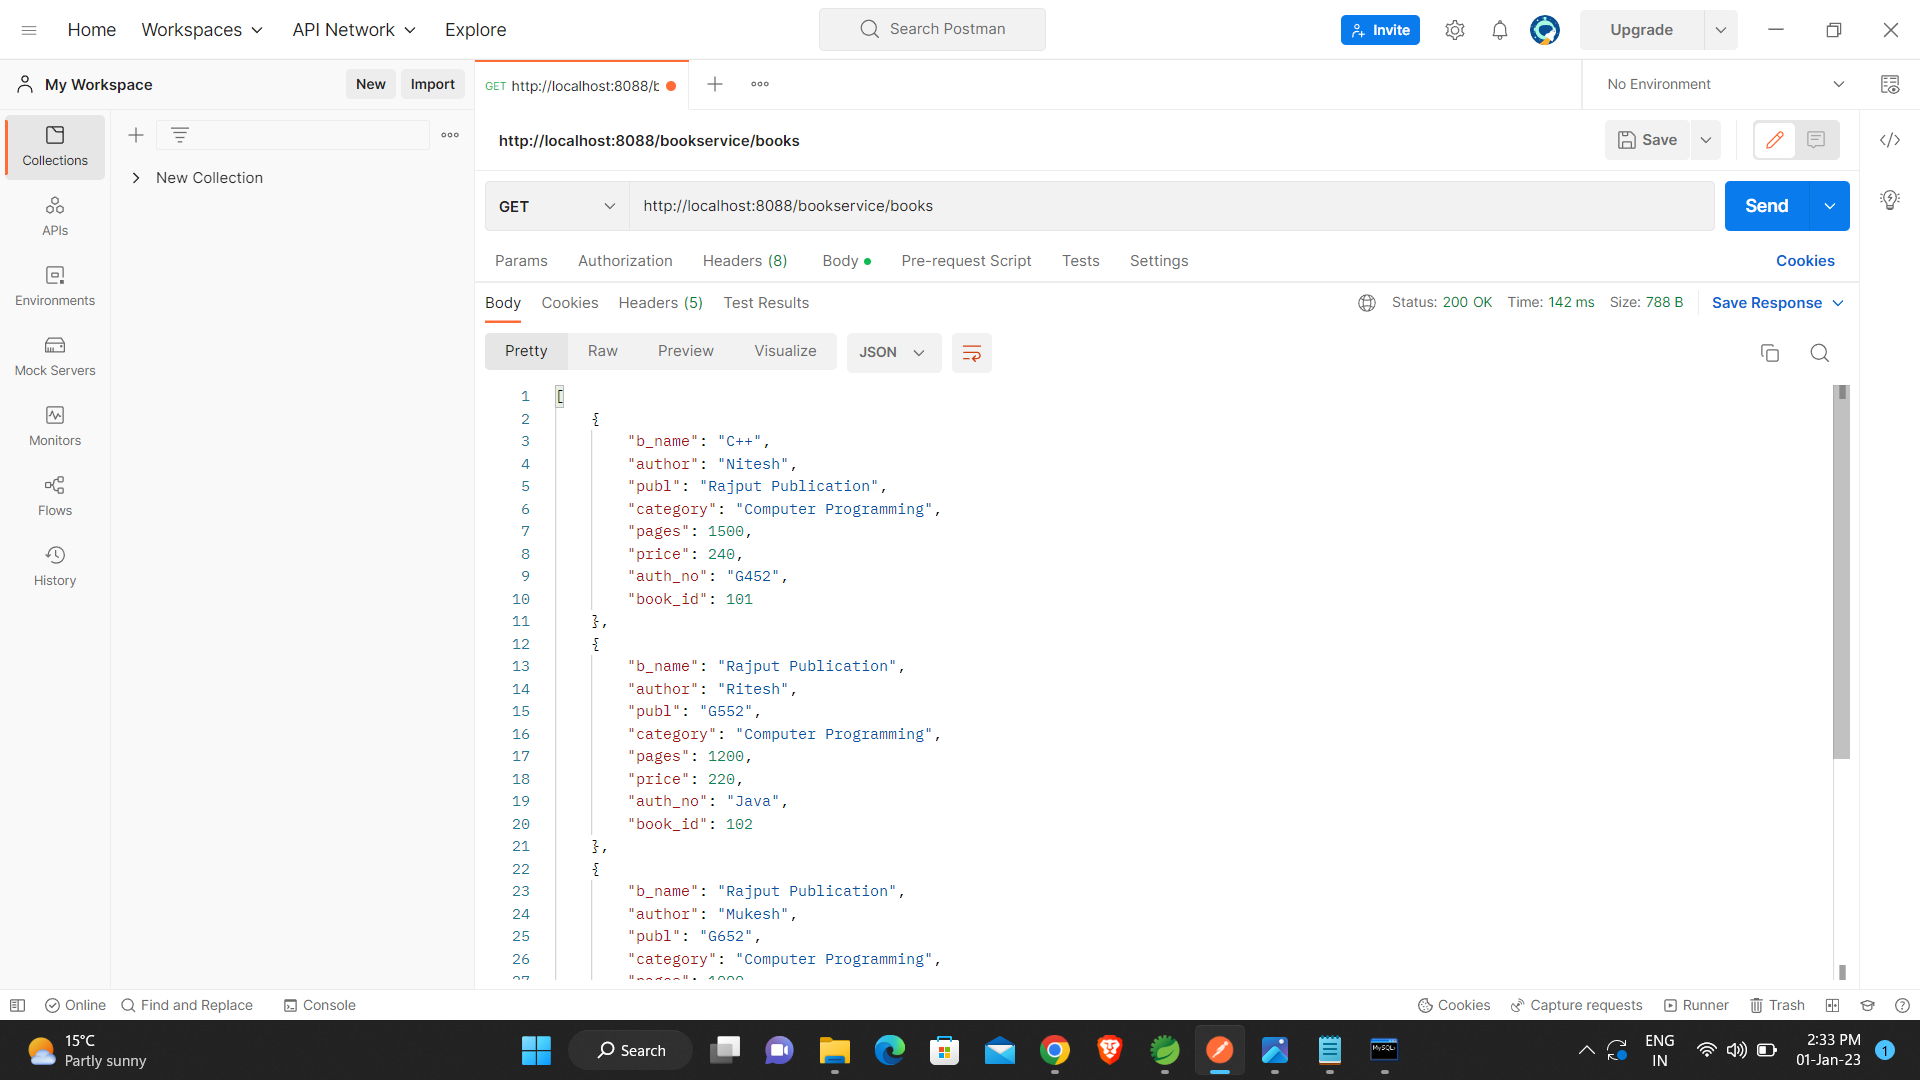 Home Workspaces API Network Explore Search Postman Invite Upgrade
My Workspace New Import GET http://localhost:8088/b No Environment
Collections
New Collection
APIs
Environments
Mock Servers
Monitors
Flows
History
http://localhost:8088/bookservice/books Save
GET http://localhost:8088/bookservice/books Send
Params Authorization Headers (8) Body Pre-request Script Tests Settings Cookies
Body Cookies Headers (5) Test Results Status: 200 OK Time: 142 ms Size: 788 B Save Response
Pretty Raw Preview Visualize JSON
1 [
2 {
3 "b_name": "C++",
4 "author": "Nitesh",
5 "publ": "Rajput Publication",
6 "category": "Computer Programming",
7 "pages": 1500,
8 "price": 240,
9 "auth_no": "G452",
10 "book_id": 101
11 },
12 {
13 "b_name": "Rajput Publication",
14 "author": "Ritesh",
15 "publ": "G552",
16 "category": "Computer Programming",
17 "pages": 1200,
18 "price": 220,
19 "auth_no": "Java",
20 "book_id": 102
21 },
22 {
23 "b_name": "Rajput Publication",
24 "author": "Mukesh",
25 "publ": "G652",
26 "category": "Computer Programming",
Online Find and Replace Console Cookies Capture requests Runner Trash
15°C
Partly sunny
Search
MySQL
ENG
IN
2:33 PM
01-Jan-23
1